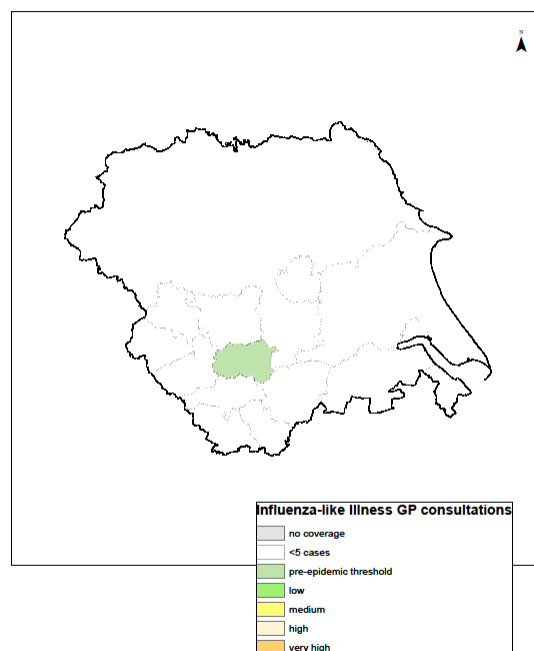 N
Influenza-like Illness GP consultations
no coverage
<5 cases
pre-epidemic threshold
low
medium
high
very high